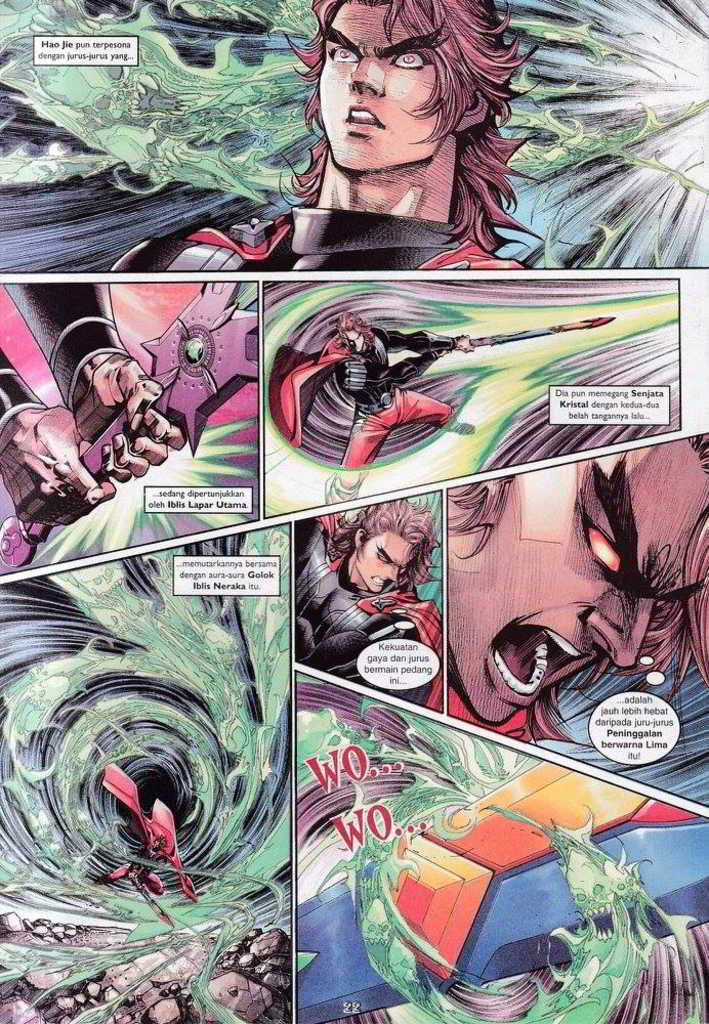 Hao Jie pun terpesona
dengan jurus-jurus yang...
...sedang dipertunjukkan
oleh Iblis Lapar Utama.
Dia pun memegang Senjata
Kristal dengan kedua-dua
belah tangannya lalu...
...memutarkannya bersama
dengan aura-aura Golok
Iblis Neraka itu.
Kekuatan
gaya dan jurus
bermain pedang
ini...
...adalah
jauh lebih hebat
daripada juru-jurus
Peninggalan
berwarna Lima
itu!
WO...
WO...
22